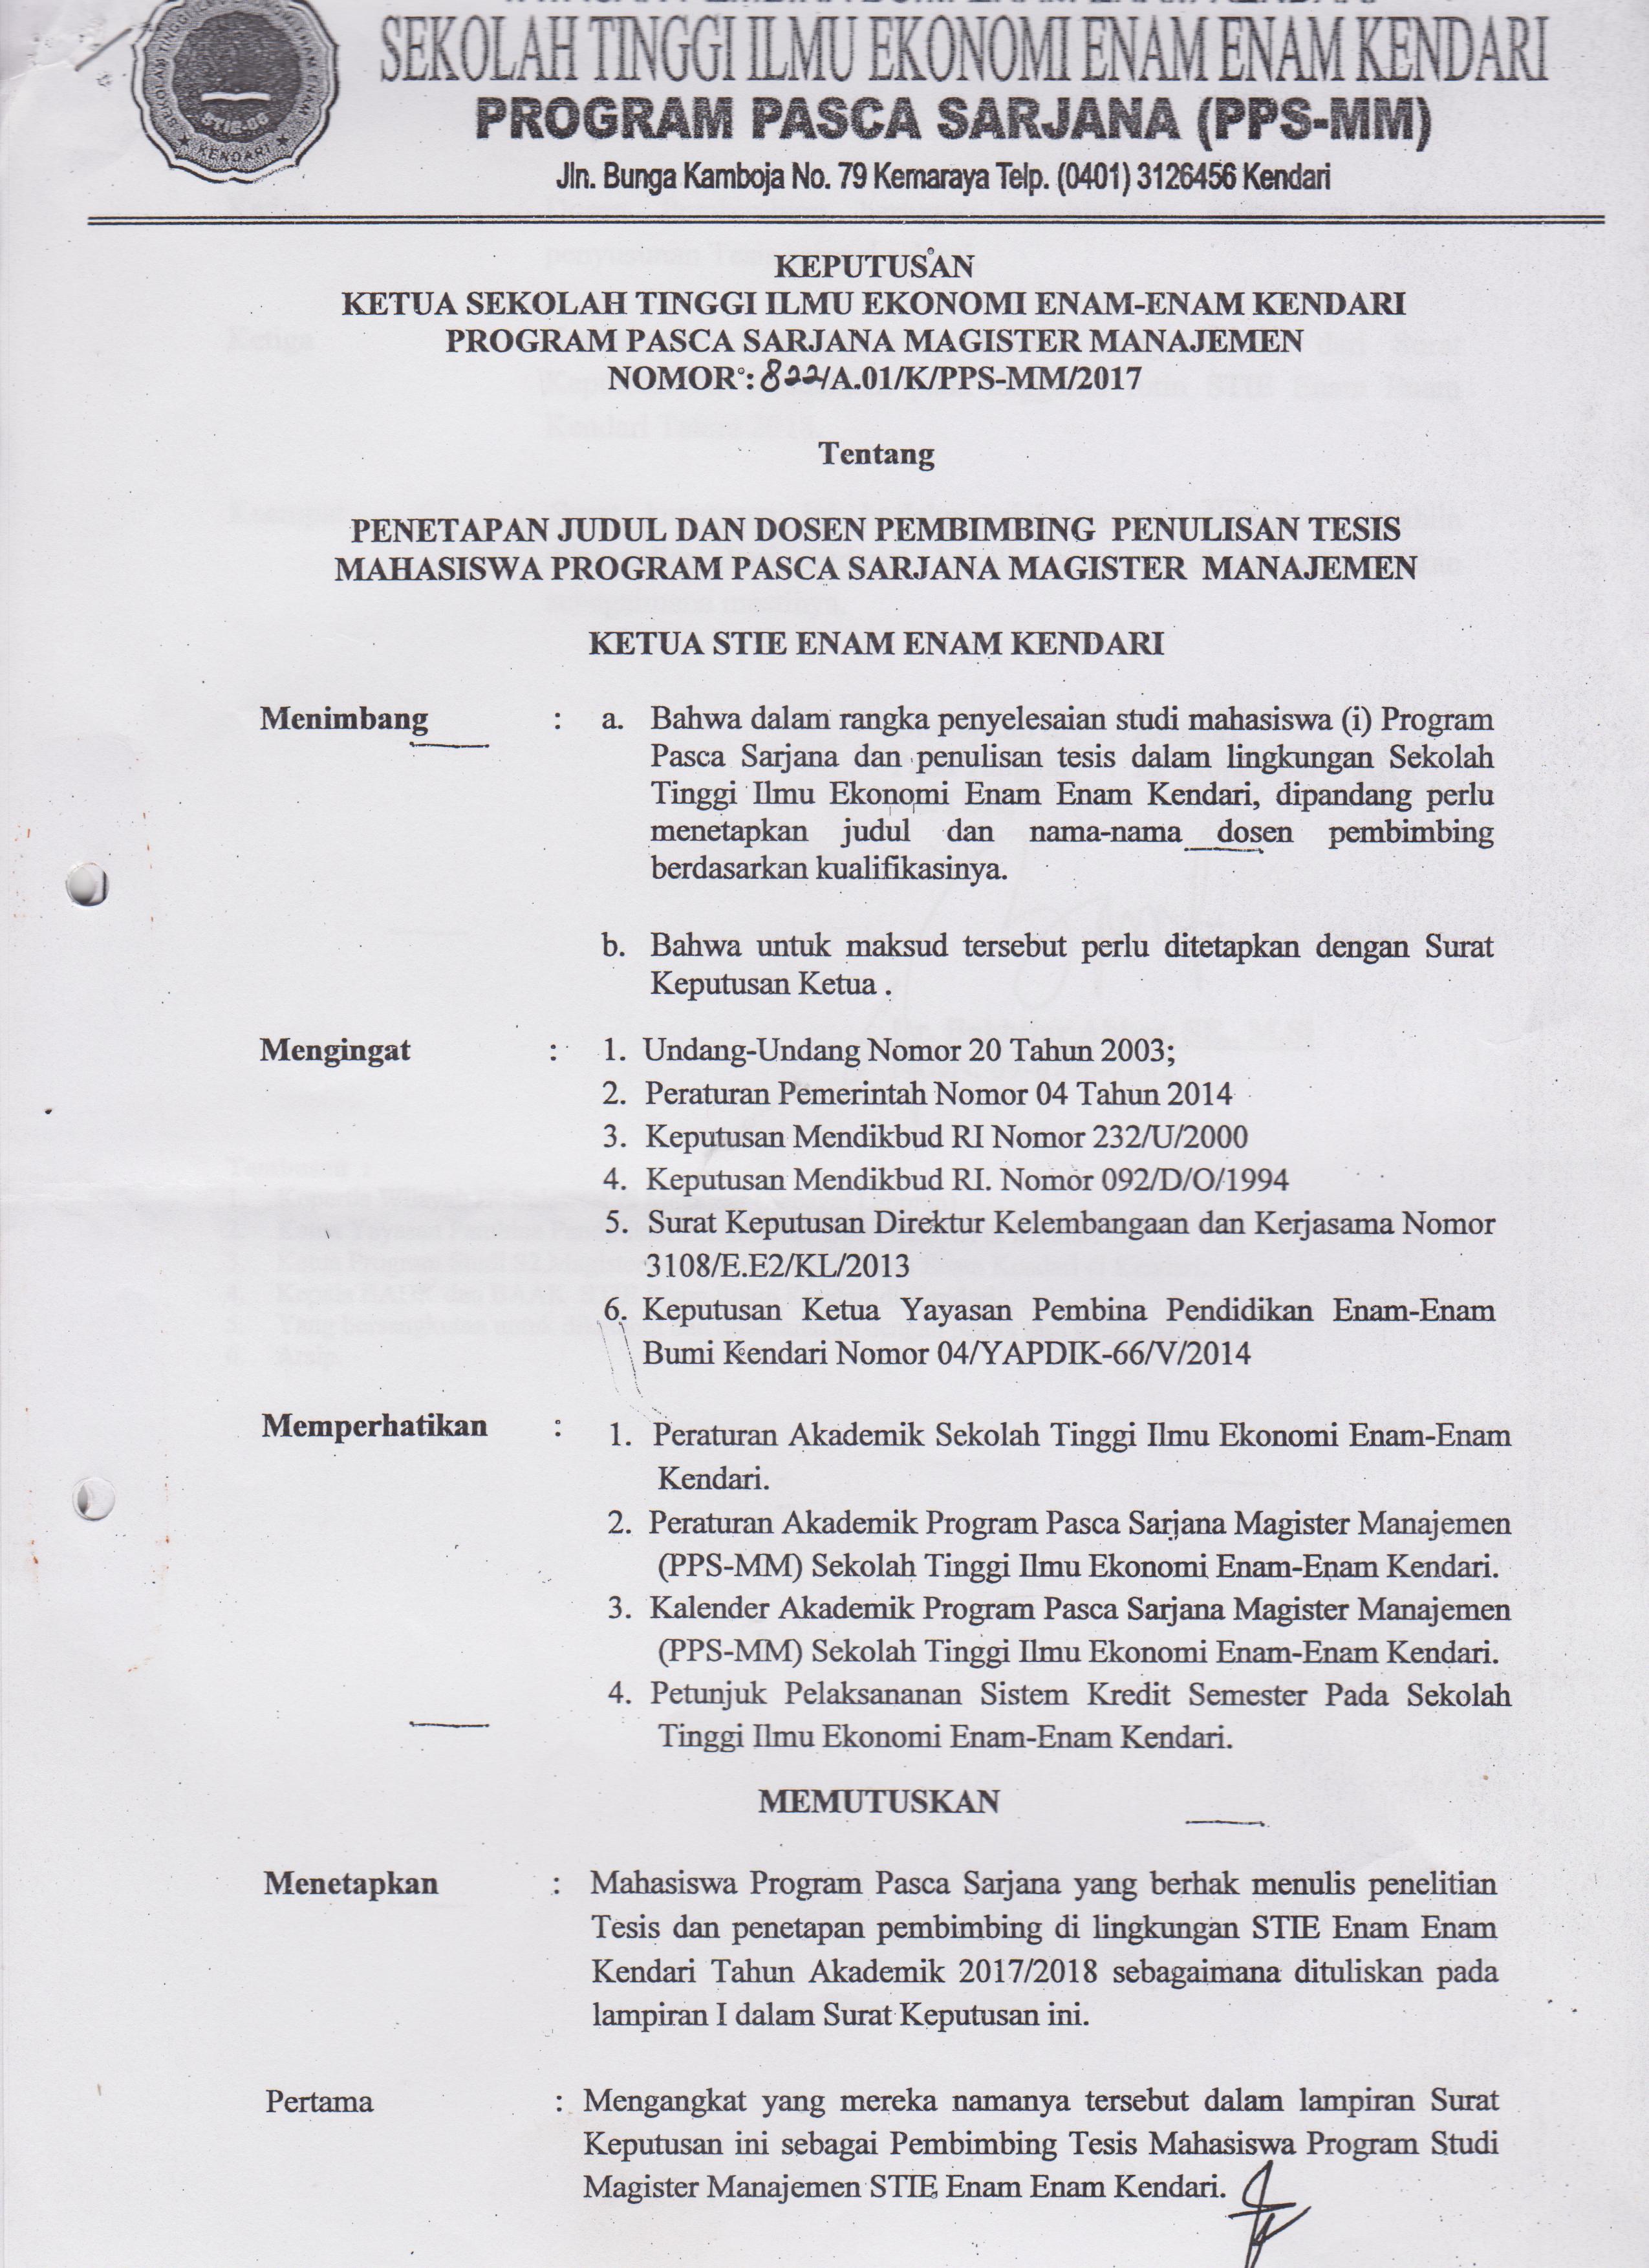 SEKOLAH TINGGI ILMU EKONOMI ENAM ENAM KENDARI
PROGRAM PASCA SARJANA (PPS-MM)
Jln. Bunga Kamboja No. 79 Kemaraya Telp. (0401) 3126456 Kendari
STIE-66
KENDARI
KEPUTUSAN
KETUA SEKOLAH TINGGI ILMU EKONOMI ENAM-ENAM KENDARI
PROGRAM PASCA SARJANA MAGISTER MANAJEMEN
NOMOR : 822/A.01/K/PPS-MM/2017
Tentang
PENETAPAN JUDUL DAN DOSEN PEMBIMBING PENULISAN TESIS
MAHASISWA PROGRAM PASCA SARJANA MAGISTER MANAJEMEN
KETUA STIE ENAM ENAM KENDARI
Menimbang : a. Bahwa dalam rangka penyelesaian studi mahasiswa (i) Program
Pasca Sarjana dan penulisan tesis dalam lingkungan Sekolah
Tinggi Ilmu Ekonomi Enam Enam Kendari, dipandang perlu
menetapkan judul dan nama-nama dosen pembimbing
berdasarkan kualifikasinya.
b. Bahwa untuk maksud tersebut perlu ditetapkan dengan Surat
Keputusan Ketua .
Mengingat : 1. Undang-Undang Nomor 20 Tahun 2003;
2. Peraturan Pemerintah Nomor 04 Tahun 2014
3. Keputusan Mendikbud RI Nomor 232/U/2000
4. Keputusan Mendikbud RI. Nomor 092/D/O/1994
5. Surat Keputusan Direktur Kelembangaan dan Kerjasama Nomor
3108/E.E2/KL/2013
6. Keputusan Ketua Yayasan Pembina Pendidikan Enam-Enam
Bumi Kendari Nomor 04/YAPDIK-66/V/2014
Memperhatikan : 1. Peraturan Akademik Sekolah Tinggi Ilmu Ekonomi Enam-Enam
Kendari.
2. Peraturan Akademik Program Pasca Sarjana Magister Manajemen
(PPS-MM) Sekolah Tinggi Ilmu Ekonomi Enam-Enam Kendari.
3. Kalender Akademik Program Pasca Sarjana Magister Manajemen
(PPS-MM) Sekolah Tinggi Ilmu Ekonomi Enam-Enam Kendari.
4. Petunjuk Pelaksananan Sistem Kredit Semester Pada Sekolah
Tinggi Ilmu Ekonomi Enam-Enam Kendari.
MEMUTUSKAN
Menetapkan : Mahasiswa Program Pasca Sarjana yang berhak menulis penelitian
Tesis dan penetapan pembimbing di lingkungan STIE Enam Enam
Kendari Tahun Akademik 2017/2018 sebagaimana dituliskan pada
lampiran I dalam Surat Keputusan ini.
Pertama : Mengangkat yang mereka namanya tersebut dalam lampiran Surat
Keputusan ini sebagai Pembimbing Tesis Mahasiswa Program Studi
Magister Manajemen STIE Enam Enam Kendari.